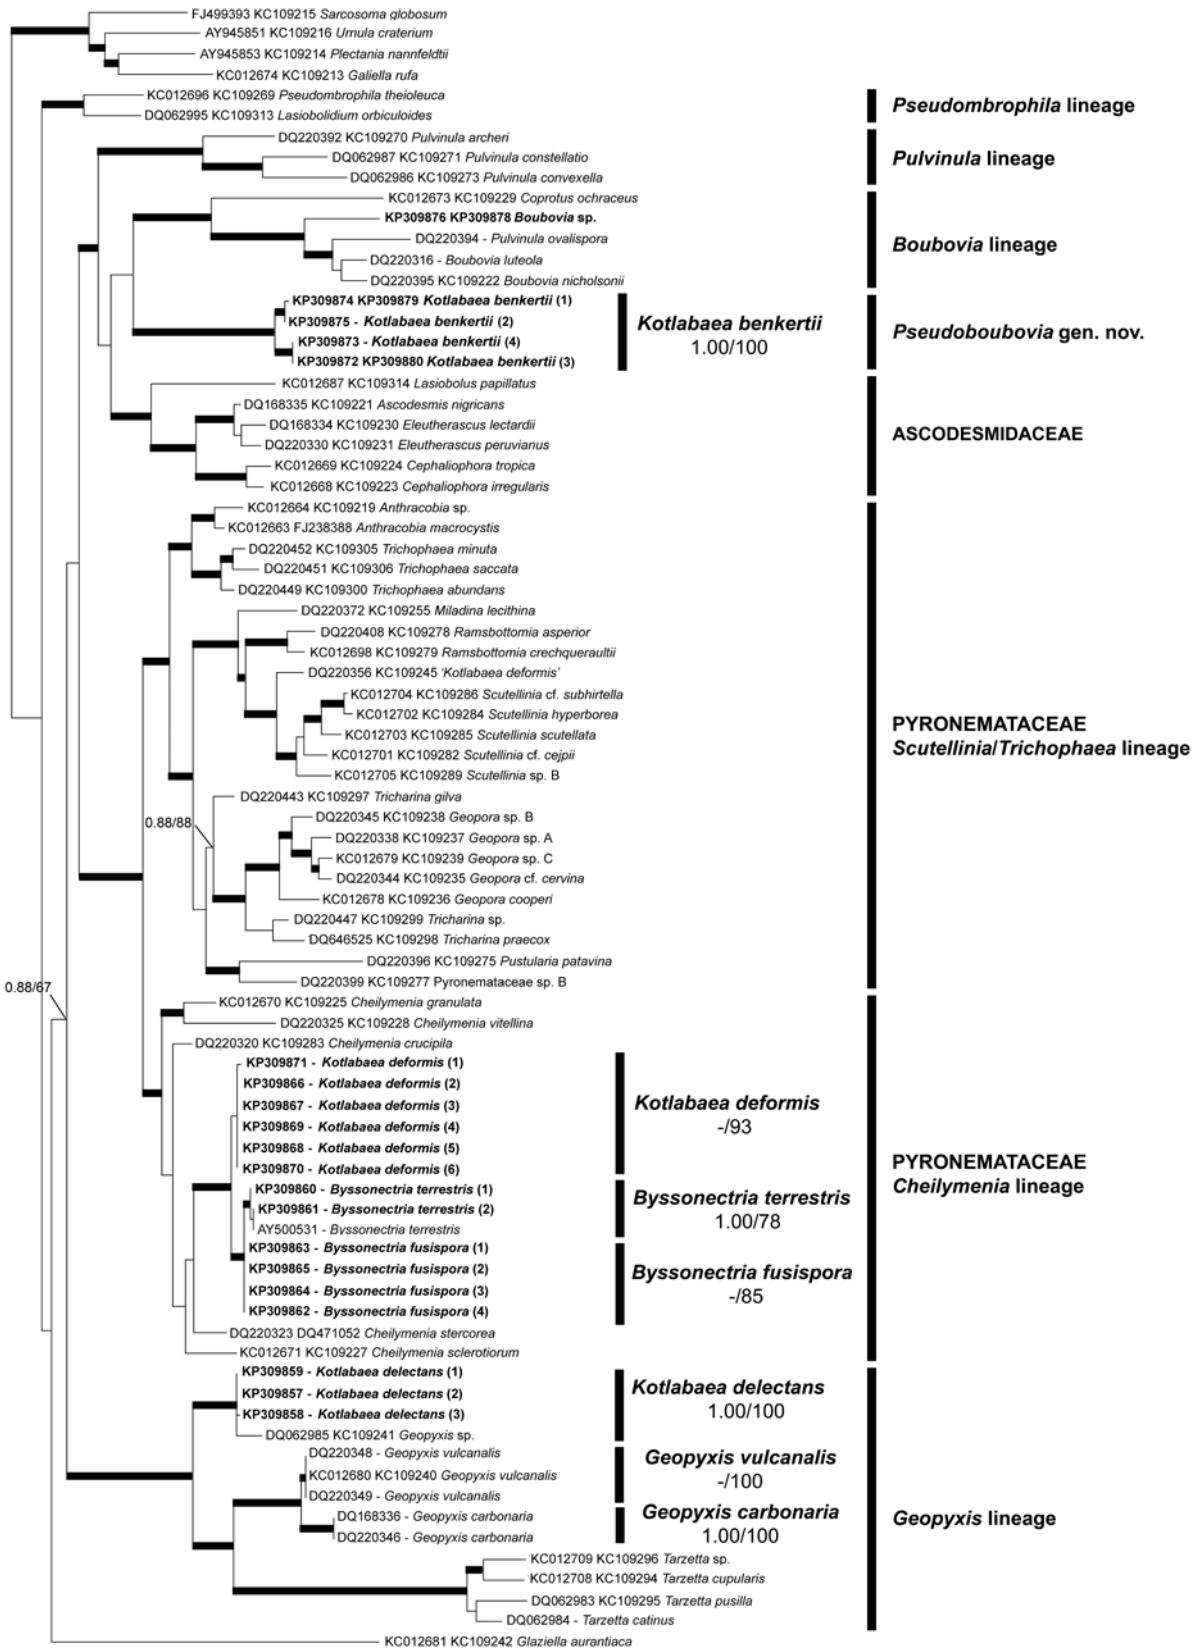 FJ499393 KC109215 Sarcosoma globosum
AY945851 KC109216 Urnula craterium
AY945853 KC109214 Plectania nannfeldtii
KC012674 KC109213 Galiella rufa
KC012696 KC109269 Pseudombrophila theioleuca
DQ062995 KC109313 Lasiobolidium orbiculoides
Pseudombrophila lineage
DQ220392 KC109270 Pulvinula archeri
DQ062987 KC109271 Pulvinula constellatio
DQ062986 KC109273 Pulvinula convexella
Pulvinula lineage
KC012673 KC109229 Coprotus ochraceus
KP309876 KP309878 Boubovia sp.
DQ220394 - Pulvinula ovalispora
DQ220316 - Boubovia luteola
DQ220395 KC109222 Boubovia nicholsonii
Boubovia lineage
KP309874 KP309879 Kotlabaea benkertii (1)
KP309875 - Kotlabaea benkertii (2)
KP309873 - Kotlabaea benkertii (4)
KP309872 KP309880 Kotlabaea benkertii (3)
Kotlabaea benkertii
1.00/100
Pseudoboubovia gen. nov.
KC012687 KC109314 Lasiobolus papillatus
DQ168335 KC109221 Ascodesmis nigricans
DQ168334 KC109230 Eleutherascus lectardii
DQ220330 KC109231 Eleutherascus peruvianus
KC012669 KC109224 Cephaliophora tropica
KC012668 KC109223 Cephaliophora irregularis
ASCODESMIDACEAE
KC012664 KC109219 Anthracobia sp.
KC012663 FJ238388 Anthracobia macrocystis
DQ220452 KC109305 Trichophaea minuta
DQ220451 KC109306 Trichophaea saccata
DQ220449 KC109300 Trichophaea abundans
DQ220372 KC109255 Miladina lecithina
DQ220408 KC109278 Ramsbottomia asperior
KC012698 KC109279 Ramsbottomia crechqueraultii
DQ220356 KC109245 'Kotlabaea deformis'
KC012704 KC109286 Scutellinia cf. subhirtella
KC012702 KC109284 Scutellinia hyperborea
KC012703 KC109285 Scutellinia scutellata
KC012701 KC109282 Scutellinia cf. cejpii
KC012705 KC109289 Scutellinia sp. B
DQ220443 KC109297 Tricharina gilva
0.88/88
DQ220345 KC109238 Geopora sp. B
DQ220338 KC109237 Geopora sp. A
KC012679 KC109239 Geopora sp. C
DQ220344 KC109235 Geopora cf. cervina
KC012678 KC109236 Geopora cooperi
DQ220447 KC109299 Tricharina sp.
DQ646525 KC109298 Tricharina praecox
DQ220396 KC109275 Pustularia patavina
DQ220399 KC109277 Pyronemataceae sp. B
PYRONEMATACEAE
Scutellinia/Trichophaea lineage
0.88/67
KC012670 KC109225 Cheilymenia granulata
DQ220325 KC109228 Cheilymenia vitellina
DQ220320 KC109283 Cheilymenia crucipila
KP309871 - Kotlabaea deformis (1)
KP309866 - Kotlabaea deformis (2)
KP309867 - Kotlabaea deformis (3)
KP309869 - Kotlabaea deformis (4)
KP309868 - Kotlabaea deformis (5)
KP309870 - Kotlabaea deformis (6)
Kotlabaea deformis
-/93
KP309860 - Byssonectria terrestris (1)
KP309861 - Byssonectria terrestris (2)
AY500531 - Byssonectria terrestris
Byssonectria terrestris
1.00/78
KP309863 - Byssonectria fusispora (1)
KP309865 - Byssonectria fusispora (2)
KP309864 - Byssonectria fusispora (3)
KP309862 - Byssonectria fusispora (4)
Byssonectria fusispora
-/85
DQ220323 DQ471052 Cheilymenia stercorea
KC012671 KC109227 Cheilymenia sclerotiorum
PYRONEMATACEAE
Cheilymenia lineage
KP309859 - Kotlabaea delectans (1)
KP309857 - Kotlabaea delectans (2)
KP309858 - Kotlabaea delectans (3)
DQ062985 KC109241 Geopyxis sp.
Kotlabaea delectans
1.00/100
DQ220348 - Geopyxis vulcanalis
KC012680 KC109240 Geopyxis vulcanalis
DQ220349 - Geopyxis vulcanalis
Geopyxis vulcanalis
-/100
DQ168336 - Geopyxis carbonaria
DQ220346 - Geopyxis carbonaria
Geopyxis carbonaria
1.00/100
KC012709 KC109296 Tarzetta sp.
KC012708 KC109294 Tarzetta cupularis
DQ062983 KC109295 Tarzetta pusilla
DQ062984 - Tarzetta catinus
Geopyxis lineage
KC012681 KC109242 Glaziella aurantiaca